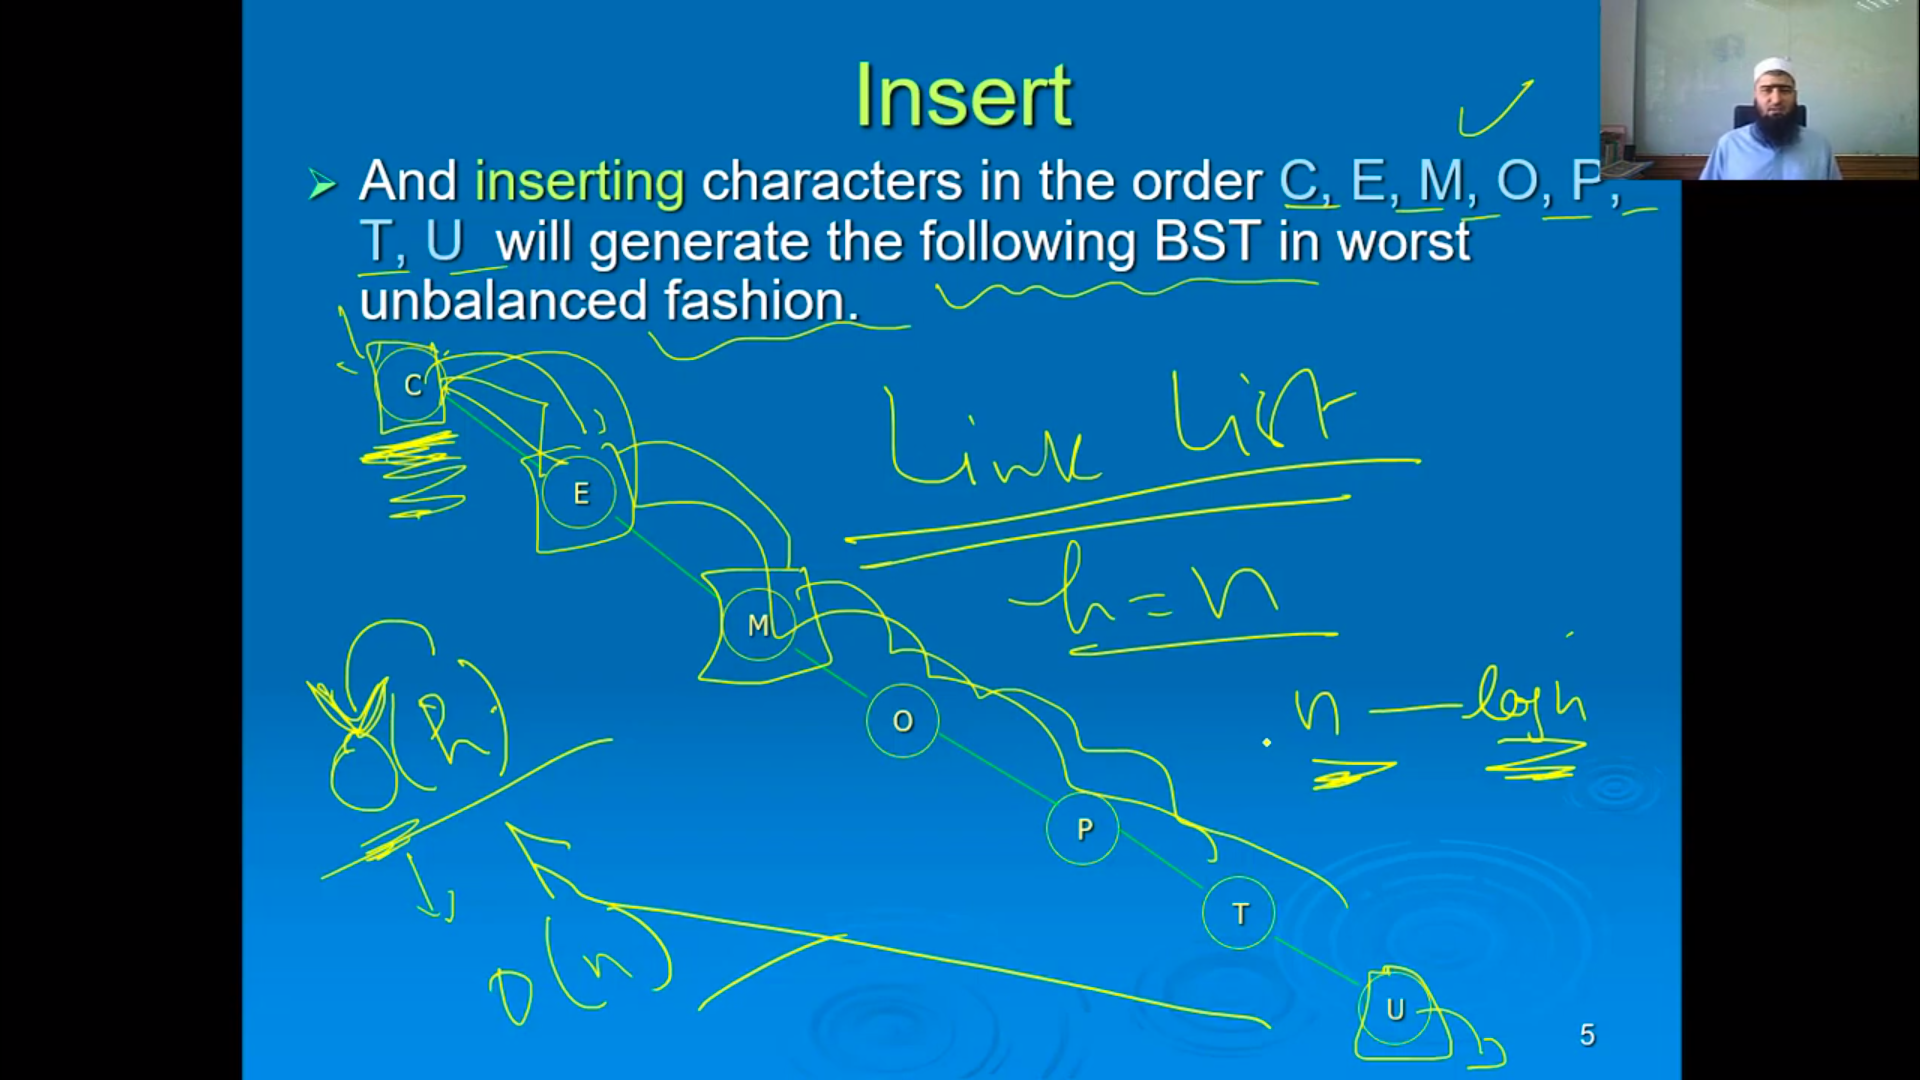 Insert
➢ And inserting characters in the order C, E, M, O, P,
T, U will generate the following BST in worst
unbalanced fashion.
C
E
Link List
h = n
M
n — log n
O
(h)
P
T
O(n)
U
5